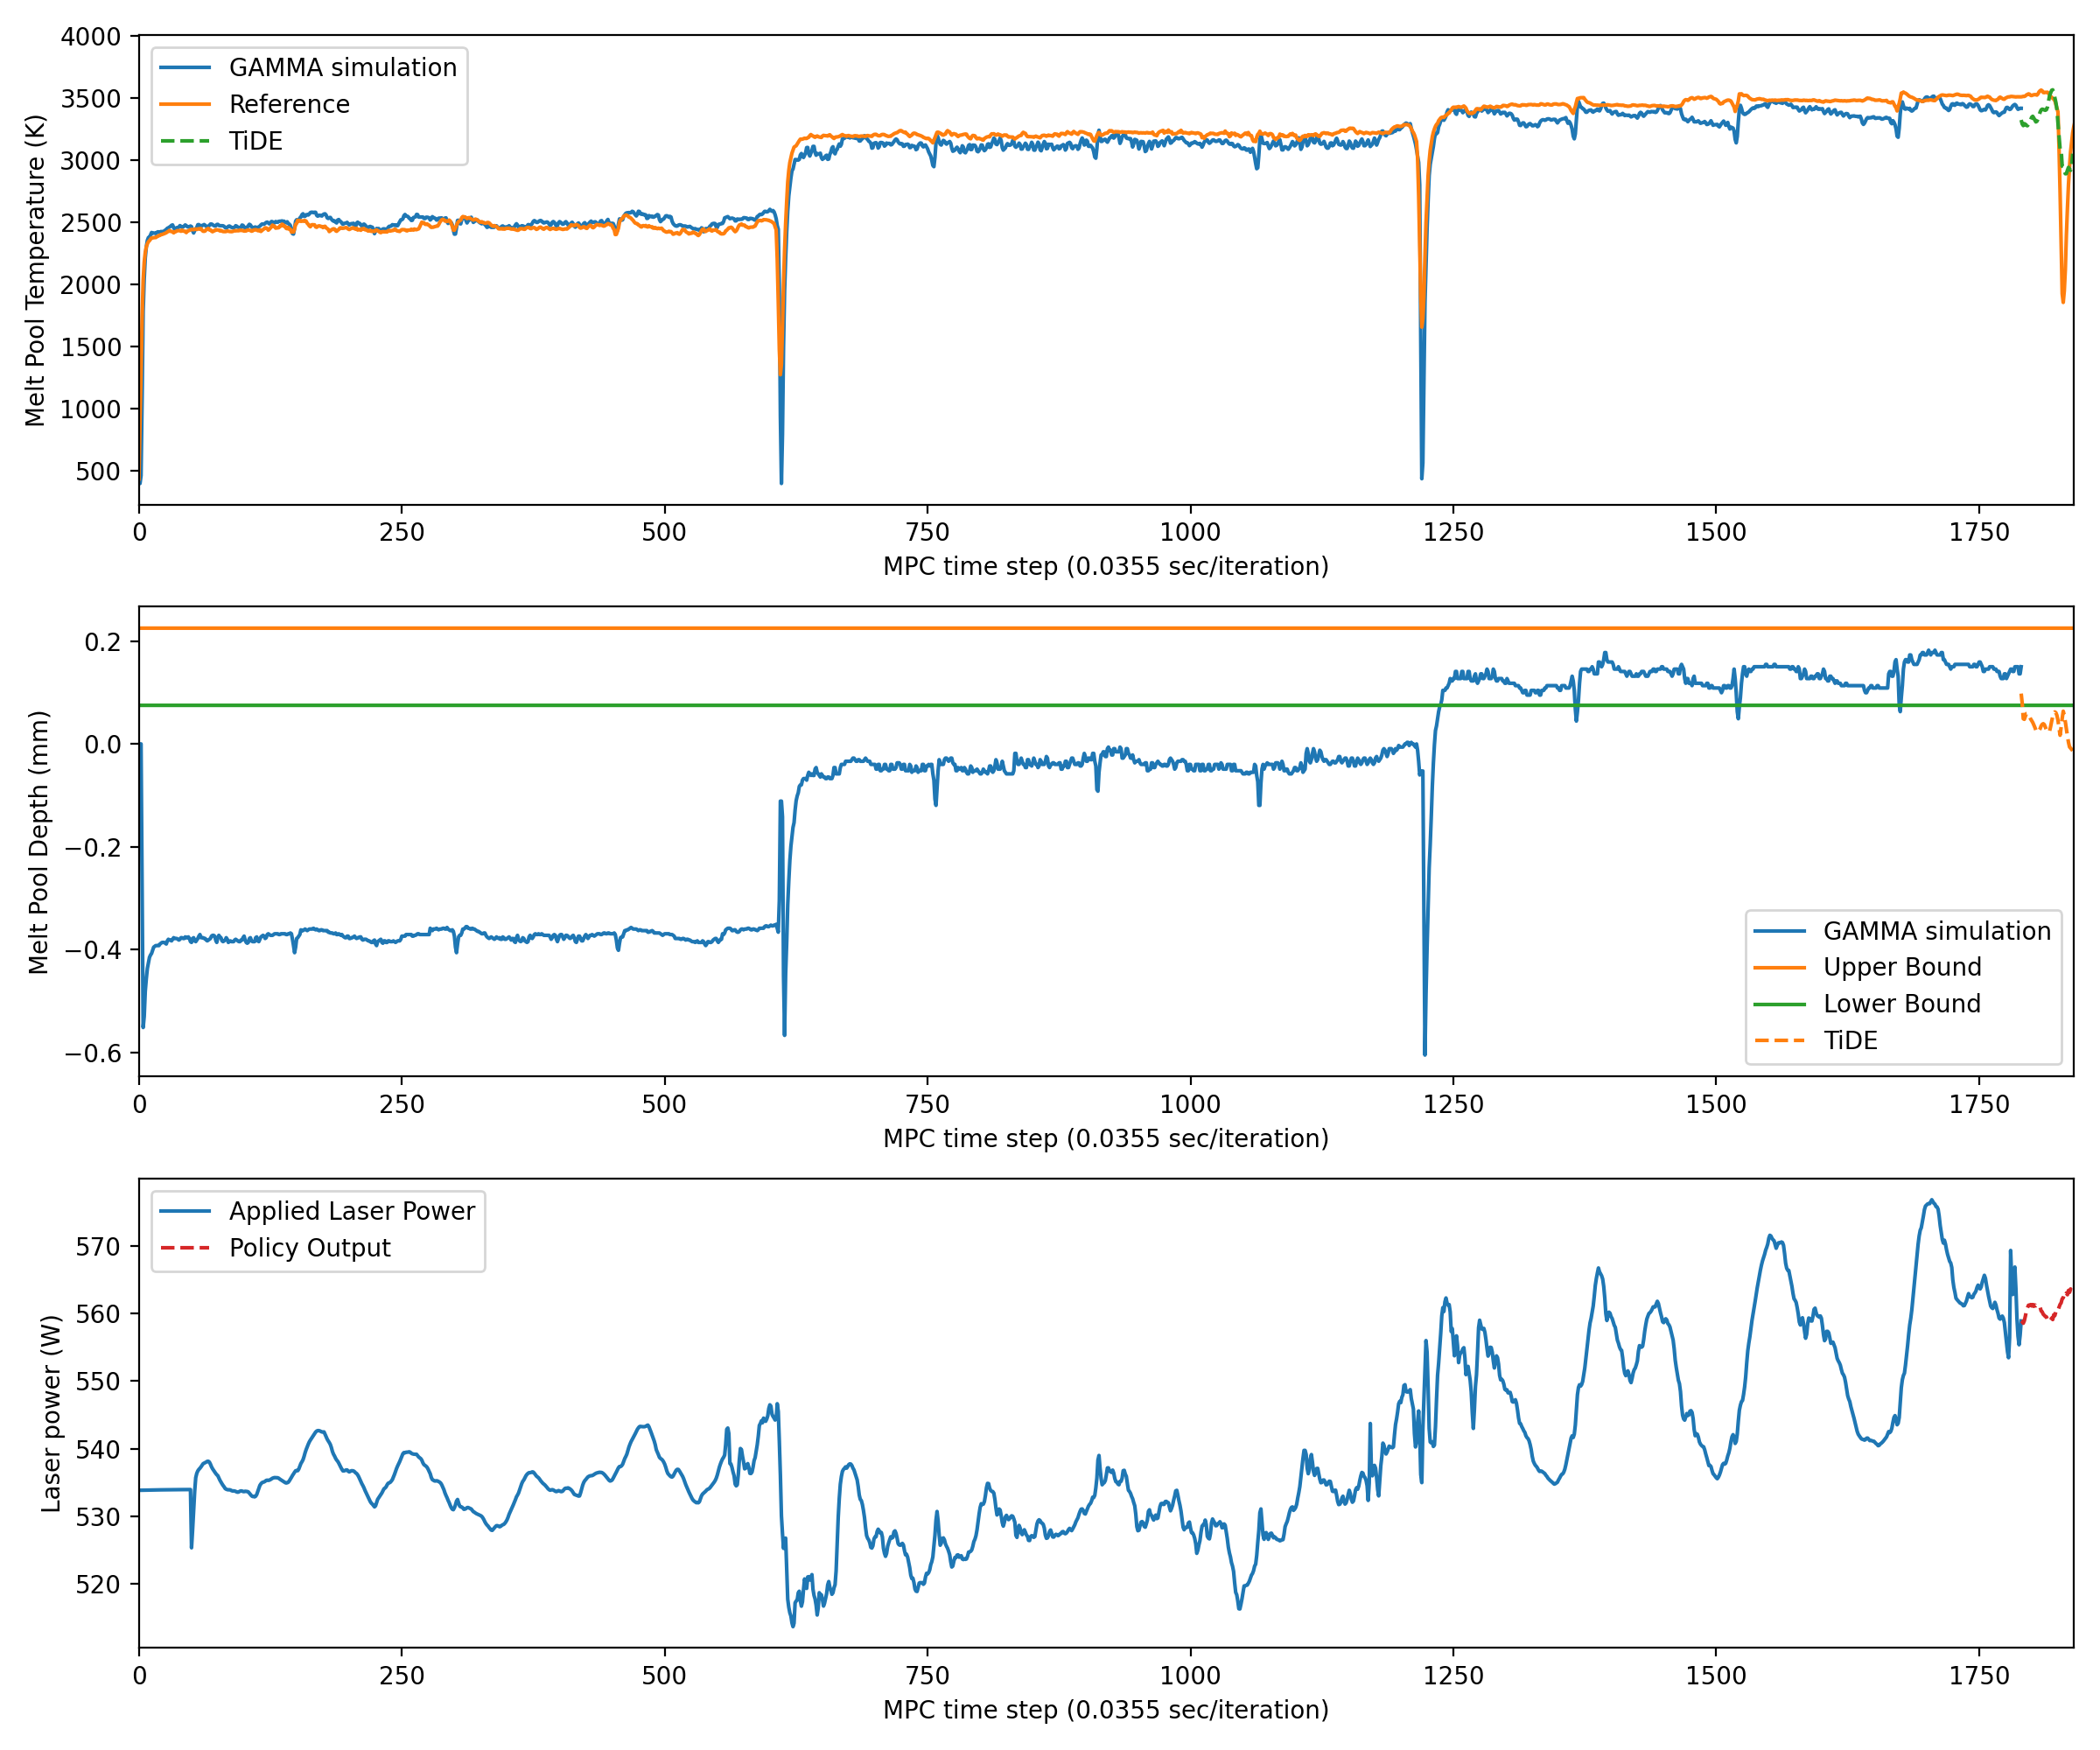 4000
3500
3000
2500
2000
1500
1000
500
Melt Pool Temperature (K)
GAMMA simulation
Reference
TiDE
0 250 500 750 1000 1250 1500 1750
MPC time step (0.0355 sec/iteration)
0.2
0.0
−0.2
−0.4
−0.6
Melt Pool Depth (mm)
GAMMA simulation
Upper Bound
Lower Bound
TiDE
0 250 500 750 1000 1250 1500 1750
MPC time step (0.0355 sec/iteration)
570
560
550
540
530
520
Laser power (W)
Applied Laser Power
Policy Output
0 250 500 750 1000 1250 1500 1750
MPC time step (0.0355 sec/iteration)